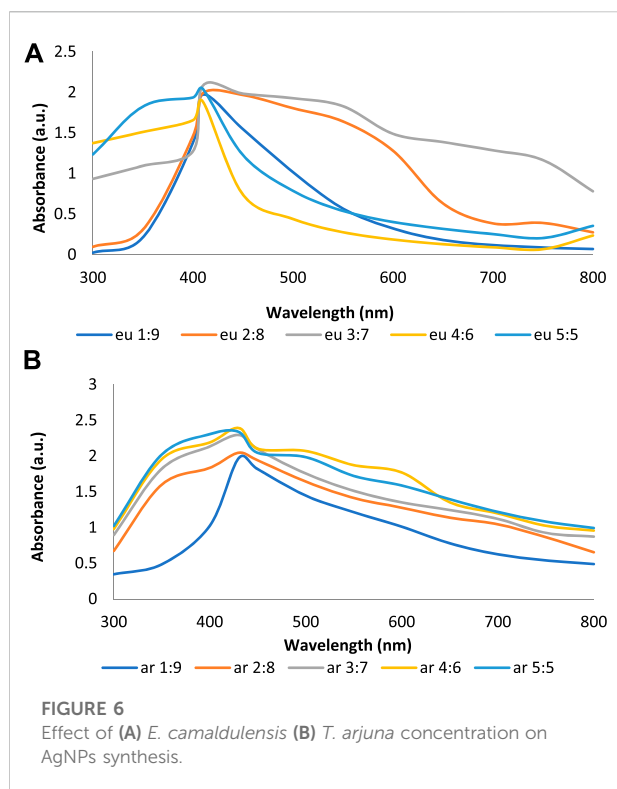 A
2.5
2
1.5
1
0.5
0
Absorbance (a.u.)
300 400 500 600 700 800
Wavelength (nm)
eu 1:9 eu 2:8 eu 3:7 eu 4:6 eu 5:5
B
3
2.5
2
1.5
1
0.5
0
Absorbance (a.u.)
300 400 500 600 700 800
Wavelength (nm)
ar 1:9 ar 2:8 ar 3:7 ar 4:6 ar 5:5
FIGURE 6
Effect of (A) E. camaldulensis (B) T. arjuna concentration on
AgNPs synthesis.